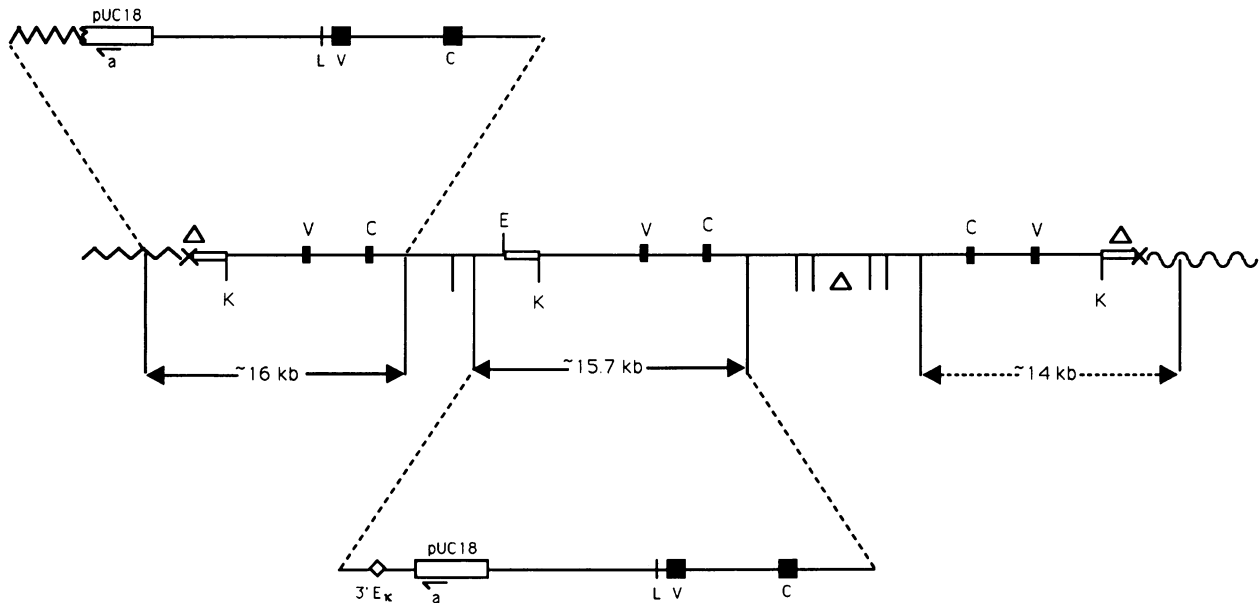 pUC18
a
L V C
Δ V C E V C C V Δ
K K Δ K
~16 kb ~15.7 kb ~14 kb
pUC18
3' Eκ a L V C